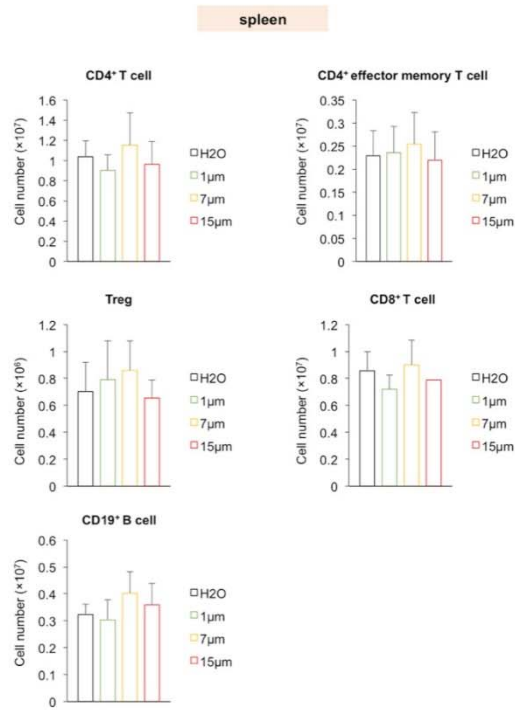 spleen
CD4⁺ T cell
Cell number (×10⁷)
1.6
1.4
1.2
1
0.8
0.6
0.4
0.2
0
H2O
1μm
7μm
15μm
CD4⁺ effector memory T cell
Cell number (×10⁷)
0.35
0.3
0.25
0.2
0.15
0.1
0.05
0
H2O
1μm
7μm
15μm
Treg
Cell number (×10⁶)
1.2
1
0.8
0.6
0.4
0.2
0
H2O
1μm
7μm
15μm
CD8⁺ T cell
Cell number (×10⁷)
1.2
1
0.8
0.6
0.4
0.2
0
H2O
1μm
7μm
15μm
CD19⁺ B cell
Cell number (×10⁷)
0.6
0.5
0.4
0.3
0.2
0.1
0
H2O
1μm
7μm
15μm